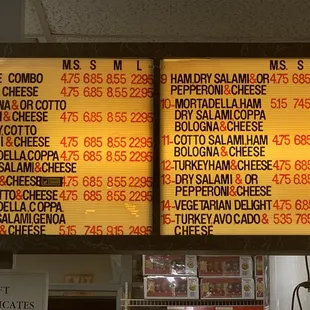 M.S. S M L
E COMBO 4.75 6.85 8.55 22.95
CHEESE 4.75 6.85 8.55 22.95
NA & OR COTTO
I & CHEESE 4.75 6.85 8.55 22.95
Y, COTTO
& CHEESE 4.75 6.85 8.55 22.95
DELLA, COPPA 4.75 6.85 8.55 22.95
SALAMI & CHEESE
& CHEESE 4.75 6.85 8.55 22.95
OTTO & CHEESE 4.75 6.85 8.55 22.95
DELLA, COPPA
SALAMI, GENOA
& CHEESE 5.15 7.45 9.15 24.95
M.S. S
9 HAM, DRY SALAMI & OR 4.75 6.85
PEPPERONI & CHEESE
10- MORTADELLA, HAM 5.15 7.45
DRY SALAMI, COPPA
BOLOGNA & CHEESE
11- COTTO SALAMI, HAM 4.75 6.85
BOLOGNA & CHEESE
12- TURKEY HAM & CHEESE 4.75 6.85
13- DRY SALAMI & OR 4.75 6.85
PEPPERONI & CHEESE
14- VEGETARIAN DELIGHT 4.75 6.85
15- TURKEY, AVOCADO & 5.35 7.65
CHEESE
FT
ICATES